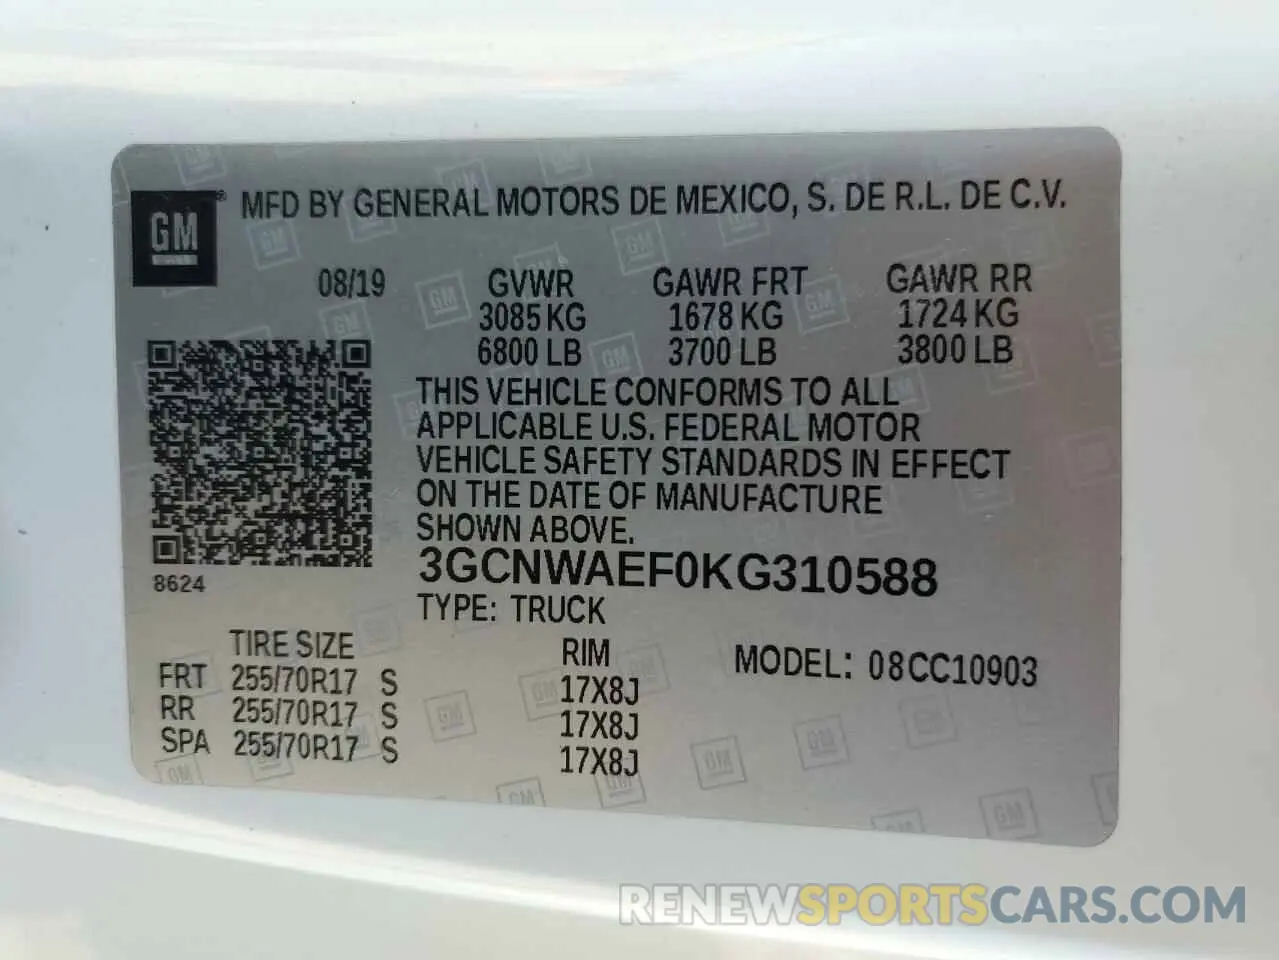 GM
MFD BY GENERAL MOTORS DE MEXICO, S. DE R.L. DE C.V.
08/19 GVWR GAWR FRT GAWR RR
3085 KG 1678 KG 1724 KG
6800 LB 3700 LB 3800 LB
THIS VEHICLE CONFORMS TO ALL
APPLICABLE U.S. FEDERAL MOTOR
VEHICLE SAFETY STANDARDS IN EFFECT
ON THE DATE OF MANUFACTURE
SHOWN ABOVE.
3GCNWAEF0KG310588
8624
TYPE: TRUCK
TIRE SIZE RIM MODEL: 08CC10903
FRT 255/70R17 S 17X8J
RR 255/70R17 S 17X8J
SPA 255/70R17 S 17X8J
RENEWSPORTSCARS.COM